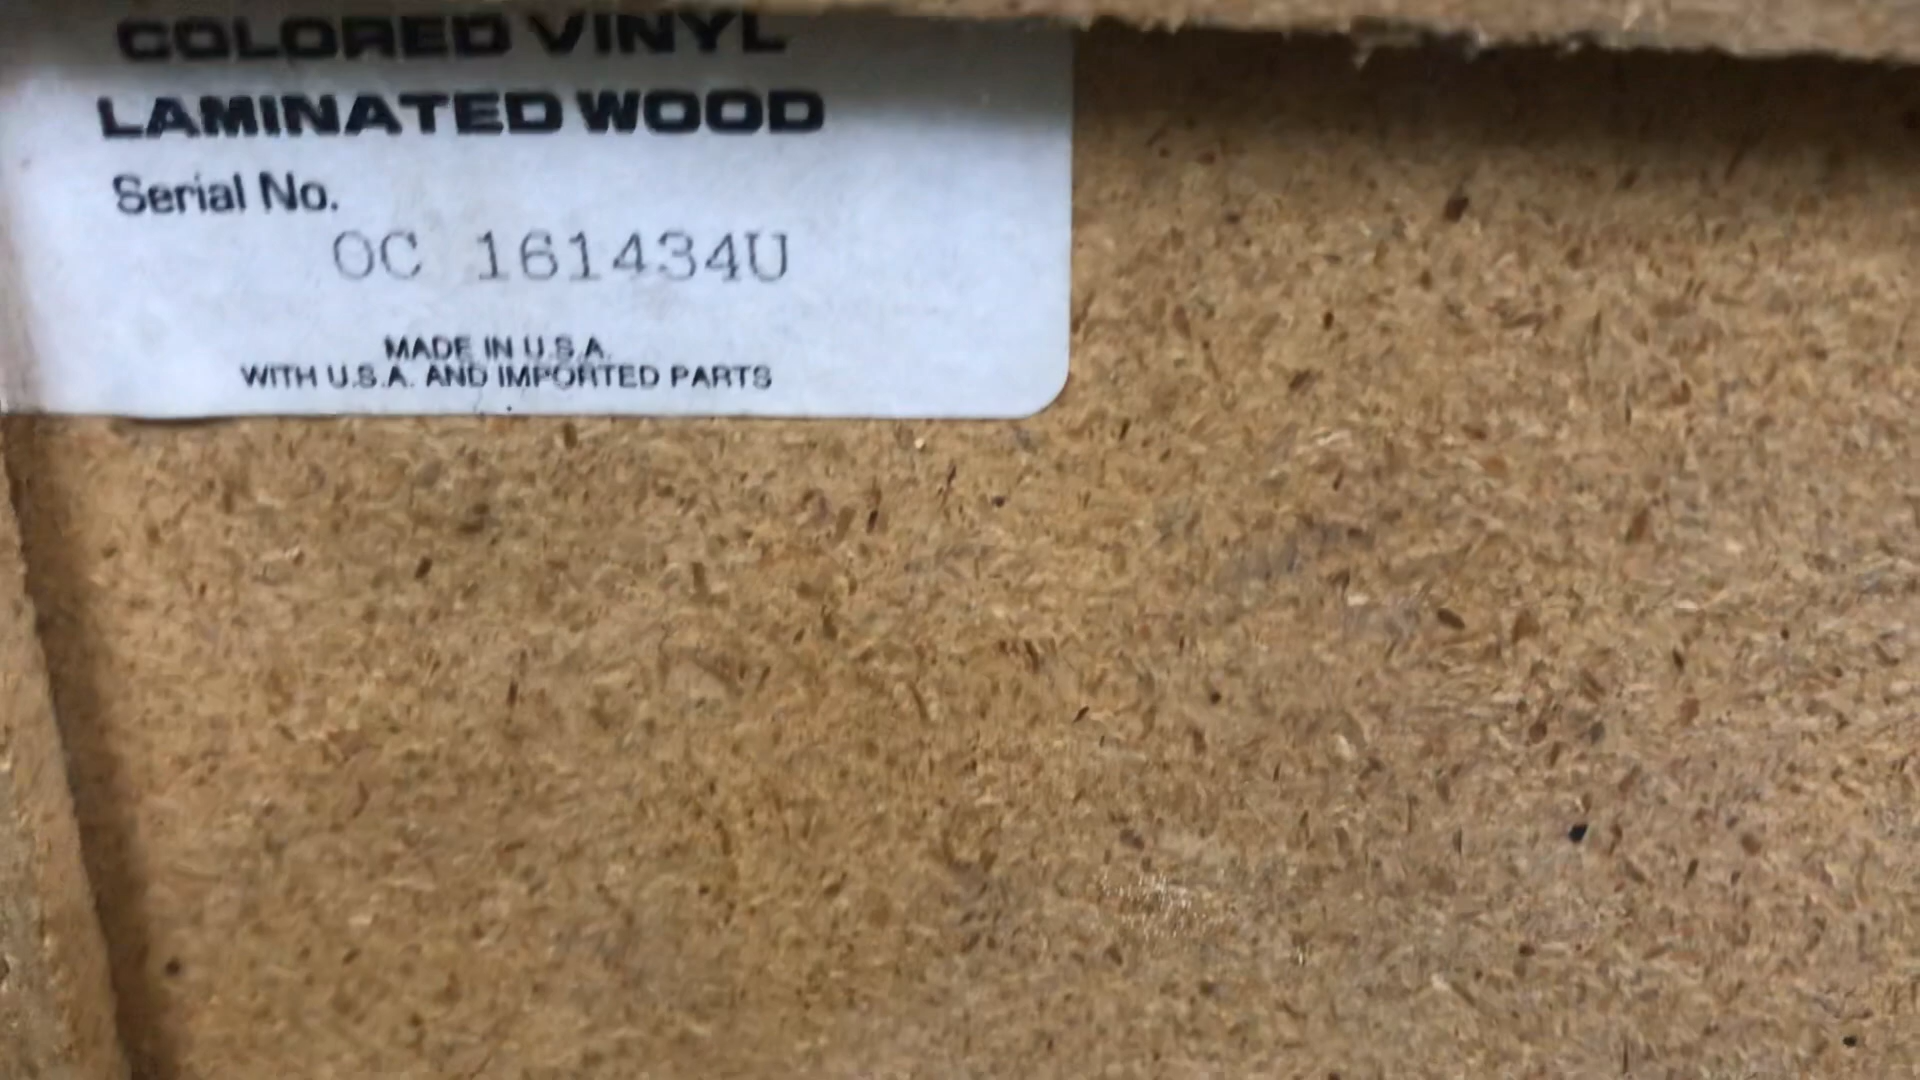 COLORED VINYL
LAMINATED WOOD
Serial No.
OC 161434U
MADE IN U.S.A.
WITH U.S.A. AND IMPORTED PARTS